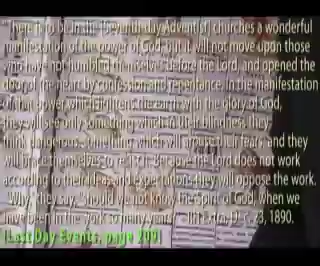 There is to be in the [Seventh-day Adventist] churches a wonderful
manifestation of the power of God, but it will not move upon those
who have not humbled themselves before the Lord, and opened the
door of the heart by confession and repentance. In the manifestation
of that power which lightens the earth with the glory of God,
they will see only something which in their blindness they
think dangerous, something which will arouse their fears, and they
will brace themselves to resist it. Because the Lord does not work
according to their ideas and expectations they will oppose the work.
"Why," they say, "should we not know the Spirit of God, when we
have been in the work so many years?" 23, 1890.
(Last Day Events, page 209)